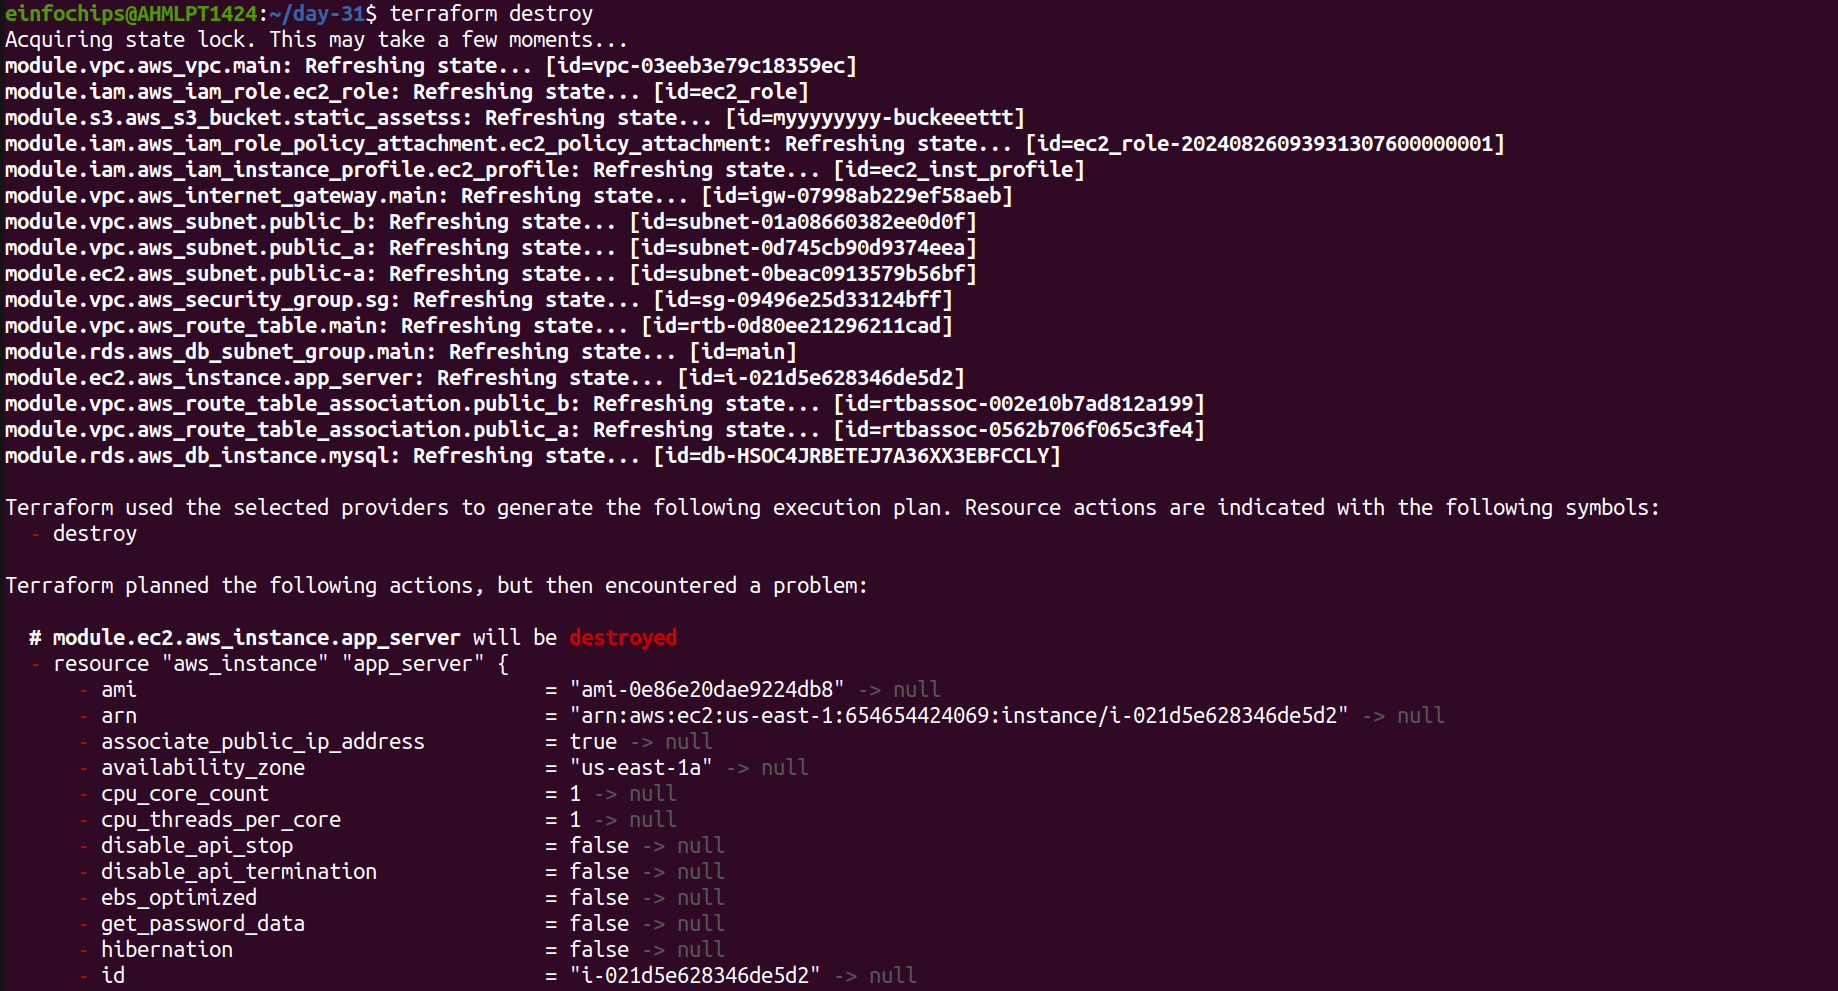 einfochips@AHMLPT1424:~/day-31$ terraform destroy
Acquiring state lock. This may take a few moments...
module.vpc.aws_vpc.main: Refreshing state... [id=vpc-03eeb3e79c18359ec]
module.iam.aws_iam_role.ec2_role: Refreshing state... [id=ec2_role]
module.s3.aws_s3_bucket.static_assetss: Refreshing state... [id=myyyyyyyy-buckeeettt]
module.iam.aws_iam_role_policy_attachment.ec2_policy_attachment: Refreshing state... [id=ec2_role-20240826093931307600000001]
module.iam.aws_iam_instance_profile.ec2_profile: Refreshing state... [id=ec2_inst_profile]
module.vpc.aws_internet_gateway.main: Refreshing state... [id=igw-07998ab229ef58aeb]
module.vpc.aws_subnet.public_b: Refreshing state... [id=subnet-01a08660382ee0d0f]
module.vpc.aws_subnet.public_a: Refreshing state... [id=subnet-0d745cb90d9374eea]
module.ec2.aws_subnet.public-a: Refreshing state... [id=subnet-0beac0913579b56bf]
module.vpc.aws_security_group.sg: Refreshing state... [id=sg-09496e25d33124bff]
module.vpc.aws_route_table.main: Refreshing state... [id=rtb-0d80ee21296211cad]
module.rds.aws_db_subnet_group.main: Refreshing state... [id=main]
module.ec2.aws_instance.app_server: Refreshing state... [id=i-021d5e628346de5d2]
module.vpc.aws_route_table_association.public_b: Refreshing state... [id=rtbassoc-002e10b7ad812a199]
module.vpc.aws_route_table_association.public_a: Refreshing state... [id=rtbassoc-0562b706f065c3fe4]
module.rds.aws_db_instance.mysql: Refreshing state... [id=db-HSOC4JRBETEJ7A36XX3EBFCCLY]
Terraform used the selected providers to generate the following execution plan. Resource actions are indicated with the following symbols:
- destroy
Terraform planned the following actions, but then encountered a problem:
# module.ec2.aws_instance.app_server will be destroyed
- resource "aws_instance" "app_server" {
- ami = "ami-0e86e20dae9224db8" -> null
- arn = "arn:aws:ec2:us-east-1:654654424069:instance/i-021d5e628346de5d2" -> null
- associate_public_ip_address = true -> null
- availability_zone = "us-east-1a" -> null
- cpu_core_count = 1 -> null
- cpu_threads_per_core = 1 -> null
- disable_api_stop = false -> null
- disable_api_termination = false -> null
- ebs_optimized = false -> null
- get_password_data = false -> null
- hibernation = false -> null
- id = "i-021d5e628346de5d2" -> null